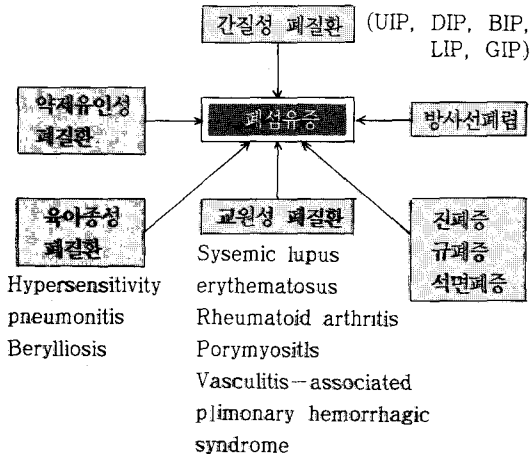 간질성 폐질환
(UIP, DIP, BIP,
LIP, GIP)
약재유인성
폐질환
폐섬유증
방사선폐렴
육아종성
폐질환
Hypersensitivity
pneumonitis
Berylliosis
교원성 폐질환
Sysemic lupus
erythematosus
Rheumatoid arthritis
Porymyositls
Vasculitis—associated
plimonary hemorrhagic
syndrome
진폐증
규폐증
석면폐증